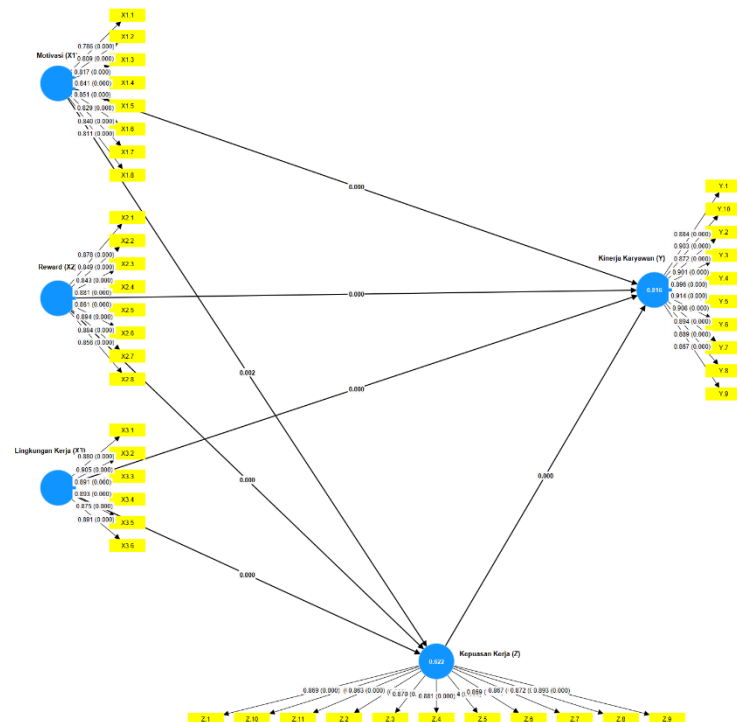 Motivasi (X1)
X1.1
X1.2
X1.3
X1.4
X1.5
X1.6
X1.7
X1.8
0.786 (0.000)
0.809 (0.000)
0.817 (0.000)
0.841 (0.000)
0.851 (0.000)
0.829 (0.000)
0.840 (0.000)
0.811 (0.000)
0.000
Reward (X2)
X2.1
X2.2
X2.3
X2.4
X2.5
X2.6
X2.7
X2.8
0.878 (0.000)
0.849 (0.000)
0.843 (0.000)
0.881 (0.000)
0.861 (0.000)
0.894 (0.000)
0.856 (0.000)
0.000
0.002
0.000
Lingkungan Kerja (X3)
X3.1
X3.2
X3.3
X3.4
X3.5
X3.6
0.880 (0.000)
0.905 (0.000)
0.891 (0.000)
0.893 (0.000)
0.875 (0.000)
0.891 (0.000)
0.000
0.000
0.000
Kinerja Karyawan (Y)
0.816
Y.1
Y.10
Y.2
Y.3
Y.4
Y.5
Y.6
Y.7
Y.8
Y.9
0.884 (0.000)
0.903 (0.000)
0.872 (0.000)
0.901 (0.000)
0.896 (0.000)
0.914 (0.000)
0.906 (0.000)
0.894 (0.000)
0.889 (0.000)
0.887 (0.000)
Kepuasan Kerja (Z)
0.622
0.869 (0.000)
0.863 (0.000)
0.870
0.881 (0.000)
0.869
0.867
0.872
0.893 (0.000)
Z.1
Z.10
Z.11
Z.2
Z.3
Z.4
Z.5
Z.6
Z.7
Z.8
Z.9